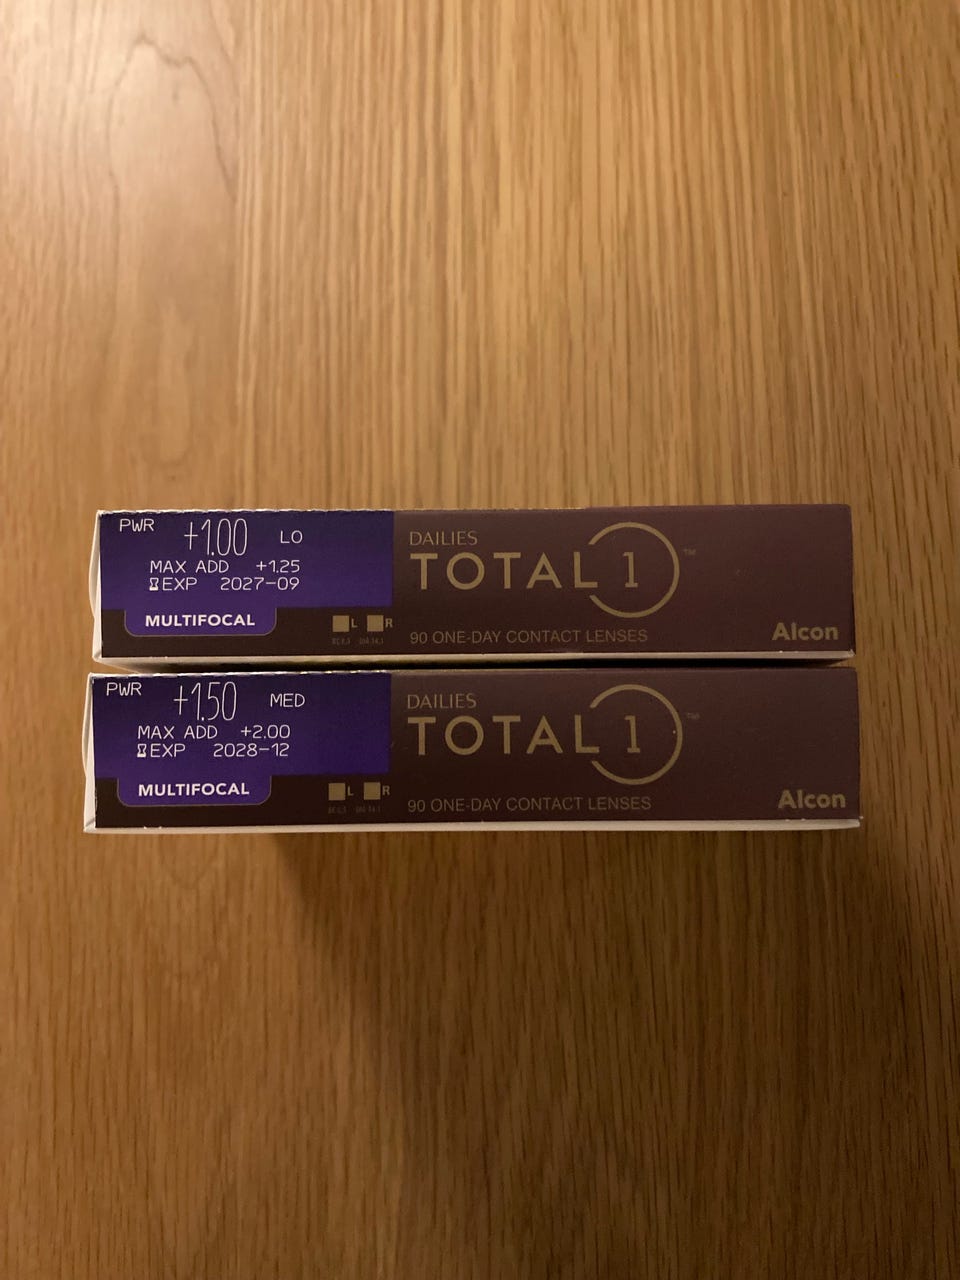 PWR +1.00 LO
MAX ADD +1.25
EXP 2027-09
MULTIFOCAL
L R
DAILIES
TOTAL 1™
90 ONE-DAY CONTACT LENSES
Alcon
PWR +1.50 MED
MAX ADD +2.00
EXP 2028-12
MULTIFOCAL
L R
DAILIES
TOTAL 1™
90 ONE-DAY CONTACT LENSES
Alcon